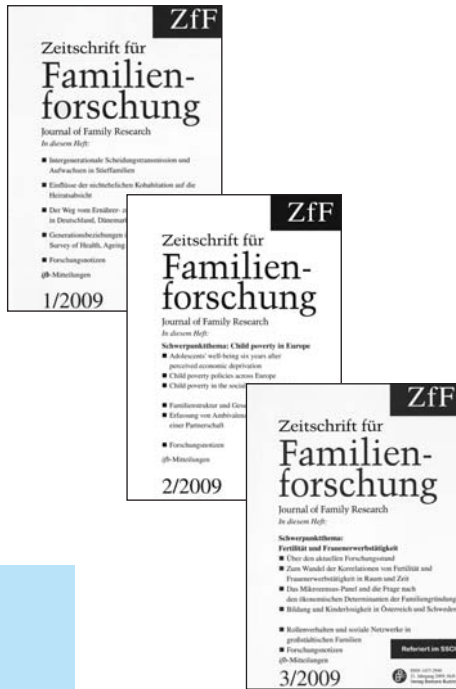 ZfF
Zeitschrift für
Familien-
forschung
Journal of Family Research
In diesem Heft:
■ Intergenerationale Scheidungstransmission und
Aufwachsen in Stieffamilien
■ Einflüsse der nichtehelichen Kohabitation auf die
Heiratsabsicht
■ Der Weg vom Ernährer- z
in Deutschland, Dänemark
■ Generationsbeziehungen i
Survey of Health, Ageing
■ Forschungsnotizen
ifb-Mitteilungen
1/2009
ZfF
Zeitschrift für
Familien-
forschung
Journal of Family Research
In diesem Heft:
Schwerpunktthema: Child poverty in Europe
■ Adolescents' well-being six years after
perceived economic deprivation
■ Child poverty policies across Europe
■ Child poverty in the social
■ Familienstruktur und Gesu
■ Erfassung von Ambivalenz
einer Partnerschaft
■ Forschungsnotizen
ifb-Mitteilungen
2/2009
ZfF
Zeitschrift für
Familien-
forschung
Journal of Family Research
In diesem Heft:
Schwerpunktthema:
Fertilität und Frauenerwerbstätigkeit
■ Über den aktuellen Forschungsstand
■ Zum Wandel der Korrelationen von Fertilität und
Frauenerwerbstätigkeit in Raum und Zeit
■ Das Mikrozensus-Panel und die Frage nach
den ökonomischen Determinanten der Familiengründung
■ Bildung und Kinderlosigkeit in Österreich und Schweden
■ Rollenverhalten und soziale Netzwerke in
großstädtischen Familien
■ Forschungsnotizen
ifb-Mitteilungen
Referiert im SSCI
3/2009